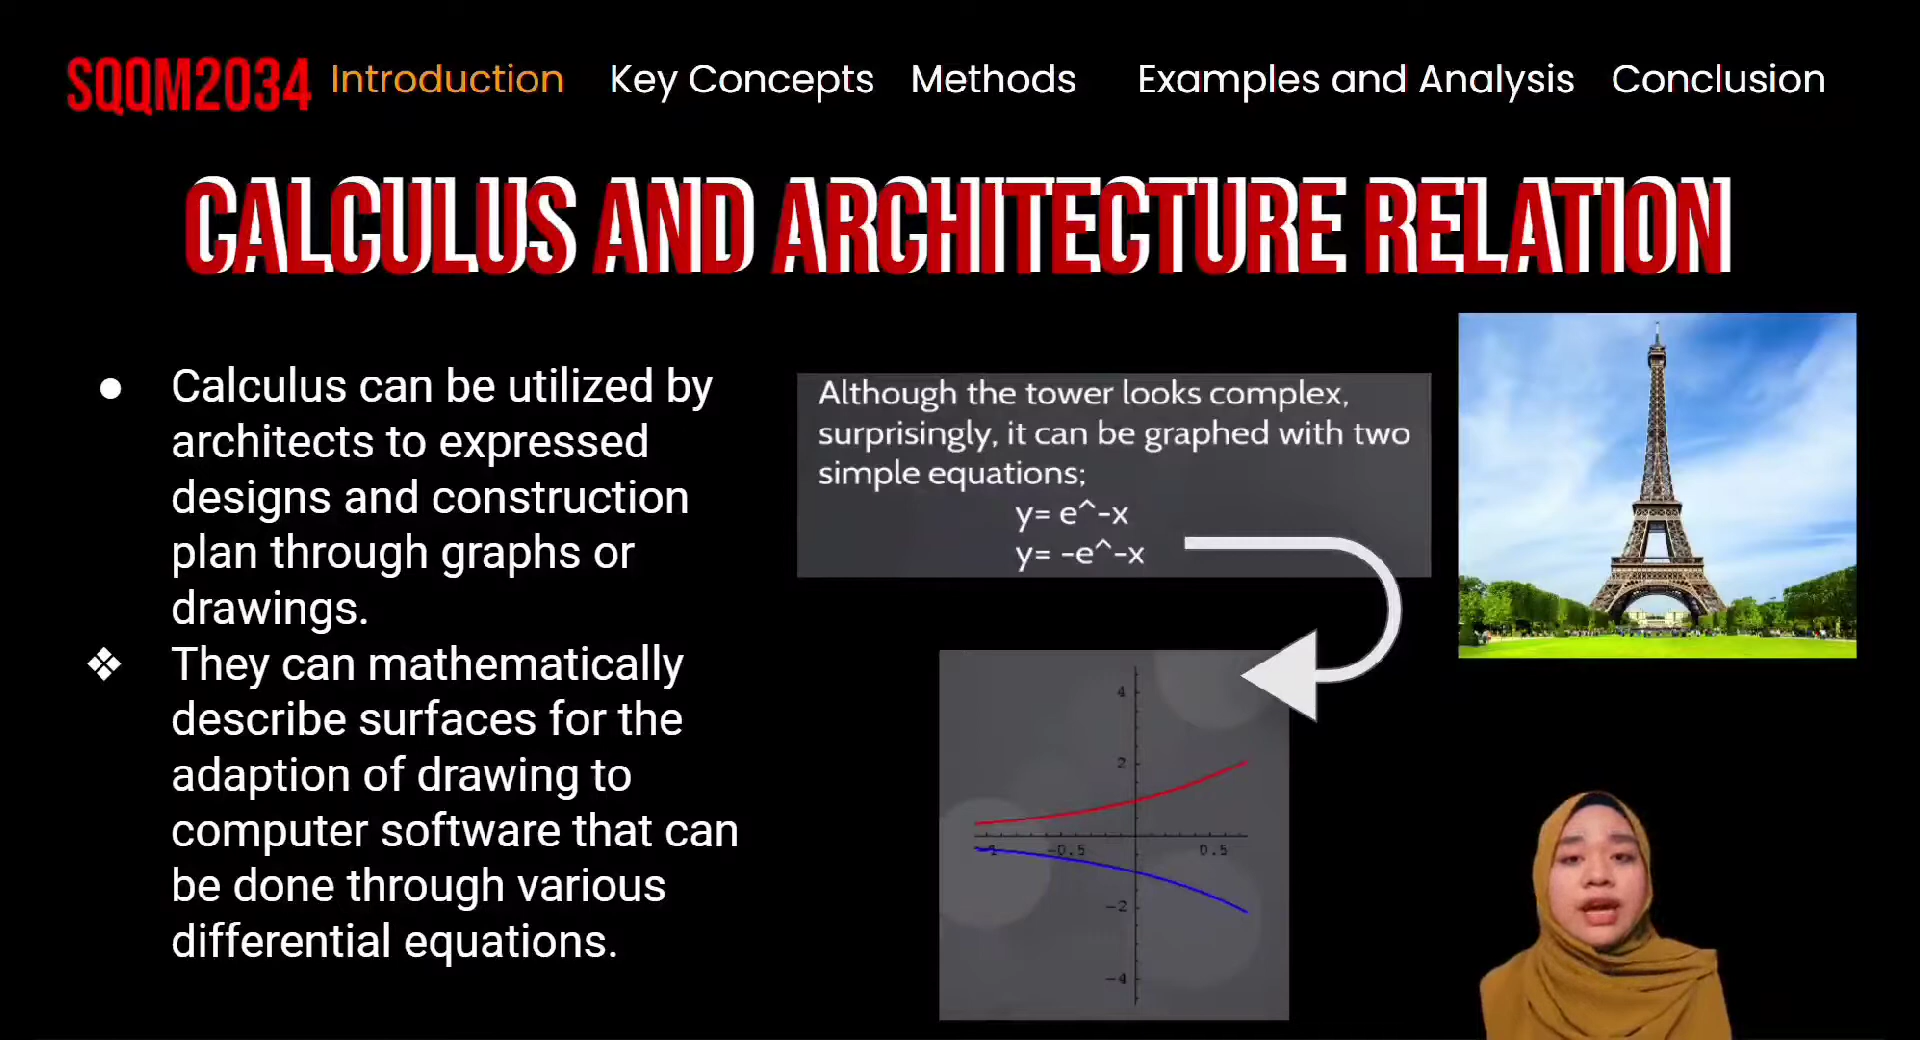 SQQM2034 Introduction Key Concepts Methods Examples and Analysis Conclusion
CALCULUS AND ARCHITECTURE RELATION
● Calculus can be utilized by
architects to expressed
designs and construction
plan through graphs or
drawings.
❖ They can mathematically
describe surfaces for the
adaption of drawing to
computer software that can
be done through various
differential equations.
Although the tower looks complex,
surprisingly, it can be graphed with two
simple equations;
y= e^-x
y= -e^-x
4
2
-1 -0.5 0.5
-2
-4